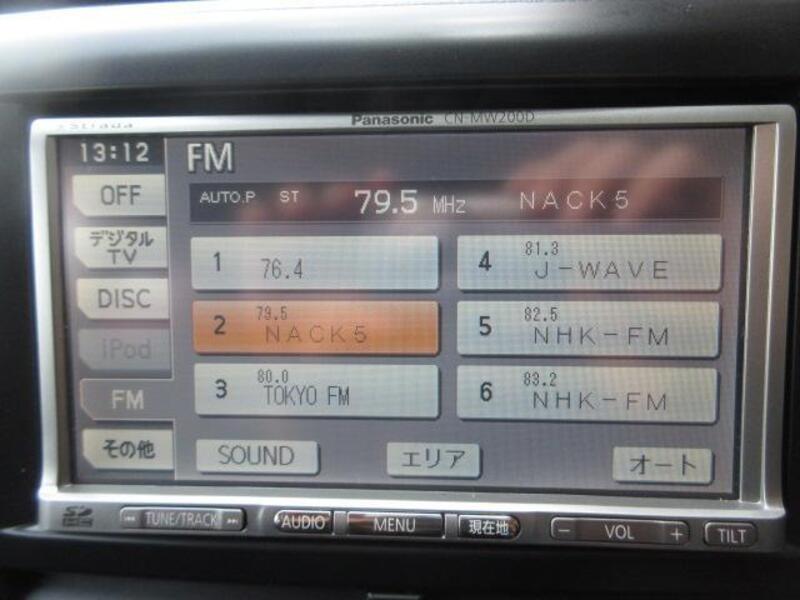 Strada
Panasonic CN-MW200D
13:12
FM
OFF
AUTO.P ST 79.5 MHz NACK5
デジタル
TV
1 76.4
4 81.3 J-WAVE
DISC
2 79.5 NACK5
5 82.5 NHK-FM
iPod
3 80.0 TOKYO FM
6 83.2 NHK-FM
FM
その他
SOUND
エリア
オート
SD
TUNE/TRACK
AUDIO
MENU
現在地
− VOL +
TILT